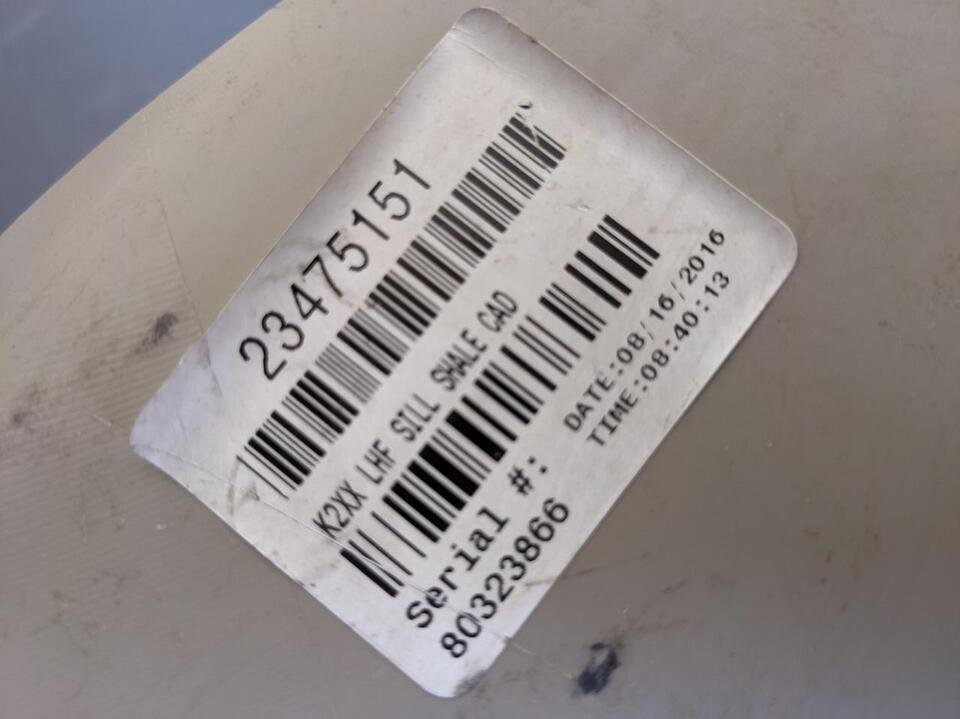 23475151
K2XX LHF SILL SHALE CAD
Serial #:
80323866
DATE:08/16/2016
TIME:08:40:13